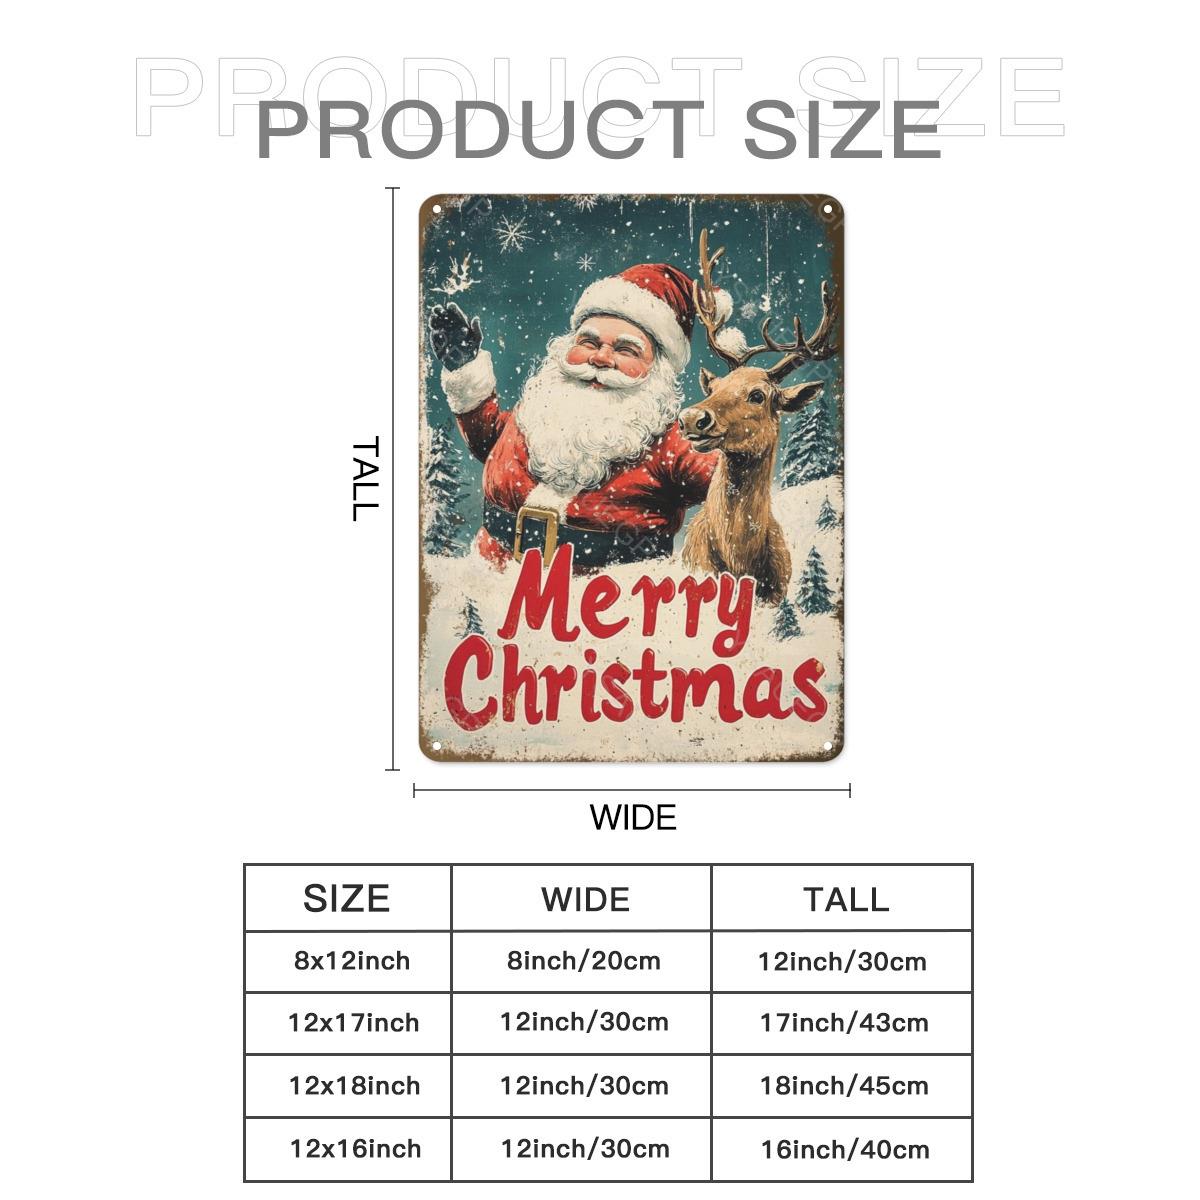 PRODUCT SIZE
PRODUCT SIZE
TALL
Merry
Christmas
WIDE
SIZE WIDE TALL
8x12inch 8inch/20cm 12inch/30cm
12x17inch 12inch/30cm 17inch/43cm
12x18inch 12inch/30cm 18inch/45cm
12x16inch 12inch/30cm 16inch/40cm